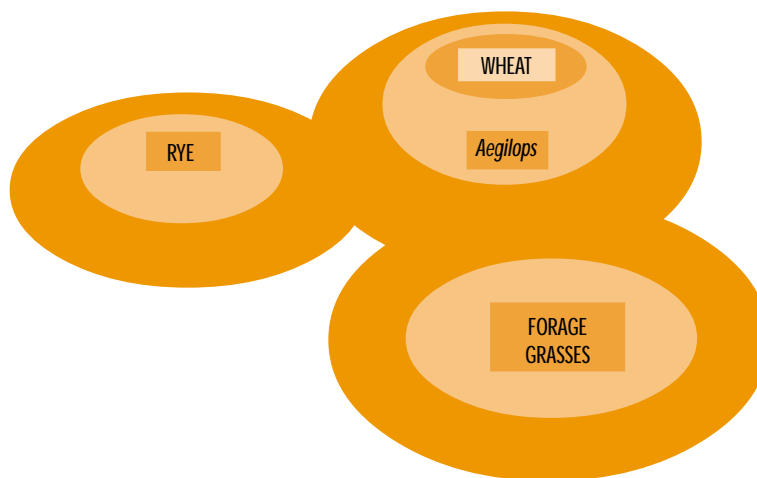 WHEAT
RYE
Aegilops
FORAGE
GRASSES